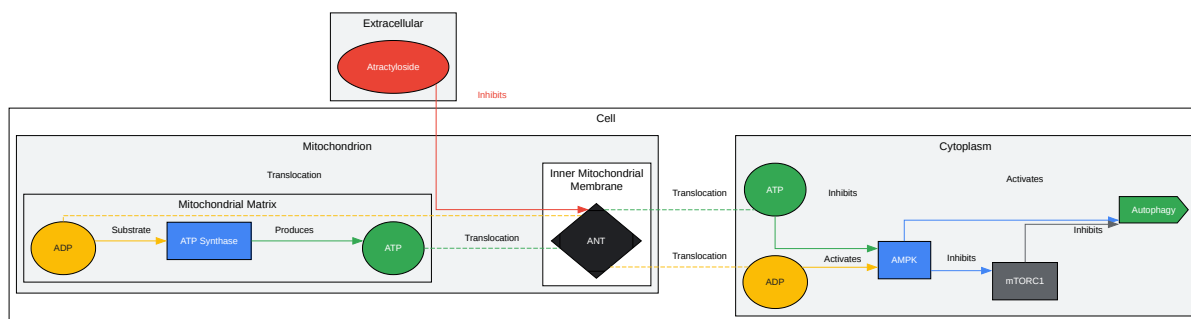 Extracellular
Atractyloside
Inhibits
Cell
Mitochondrion
Cytoplasm
Translocation
Inner Mitochondrial
Membrane
Translocation
ATP
Inhibits
Activates
Mitochondrial Matrix
ADP
Substrate
ATP Synthase
Produces
ATP
Translocation
ANT
Translocation
ADP
Activates
AMPK
Inhibits
mTORC1
Inhibits
Autophagy